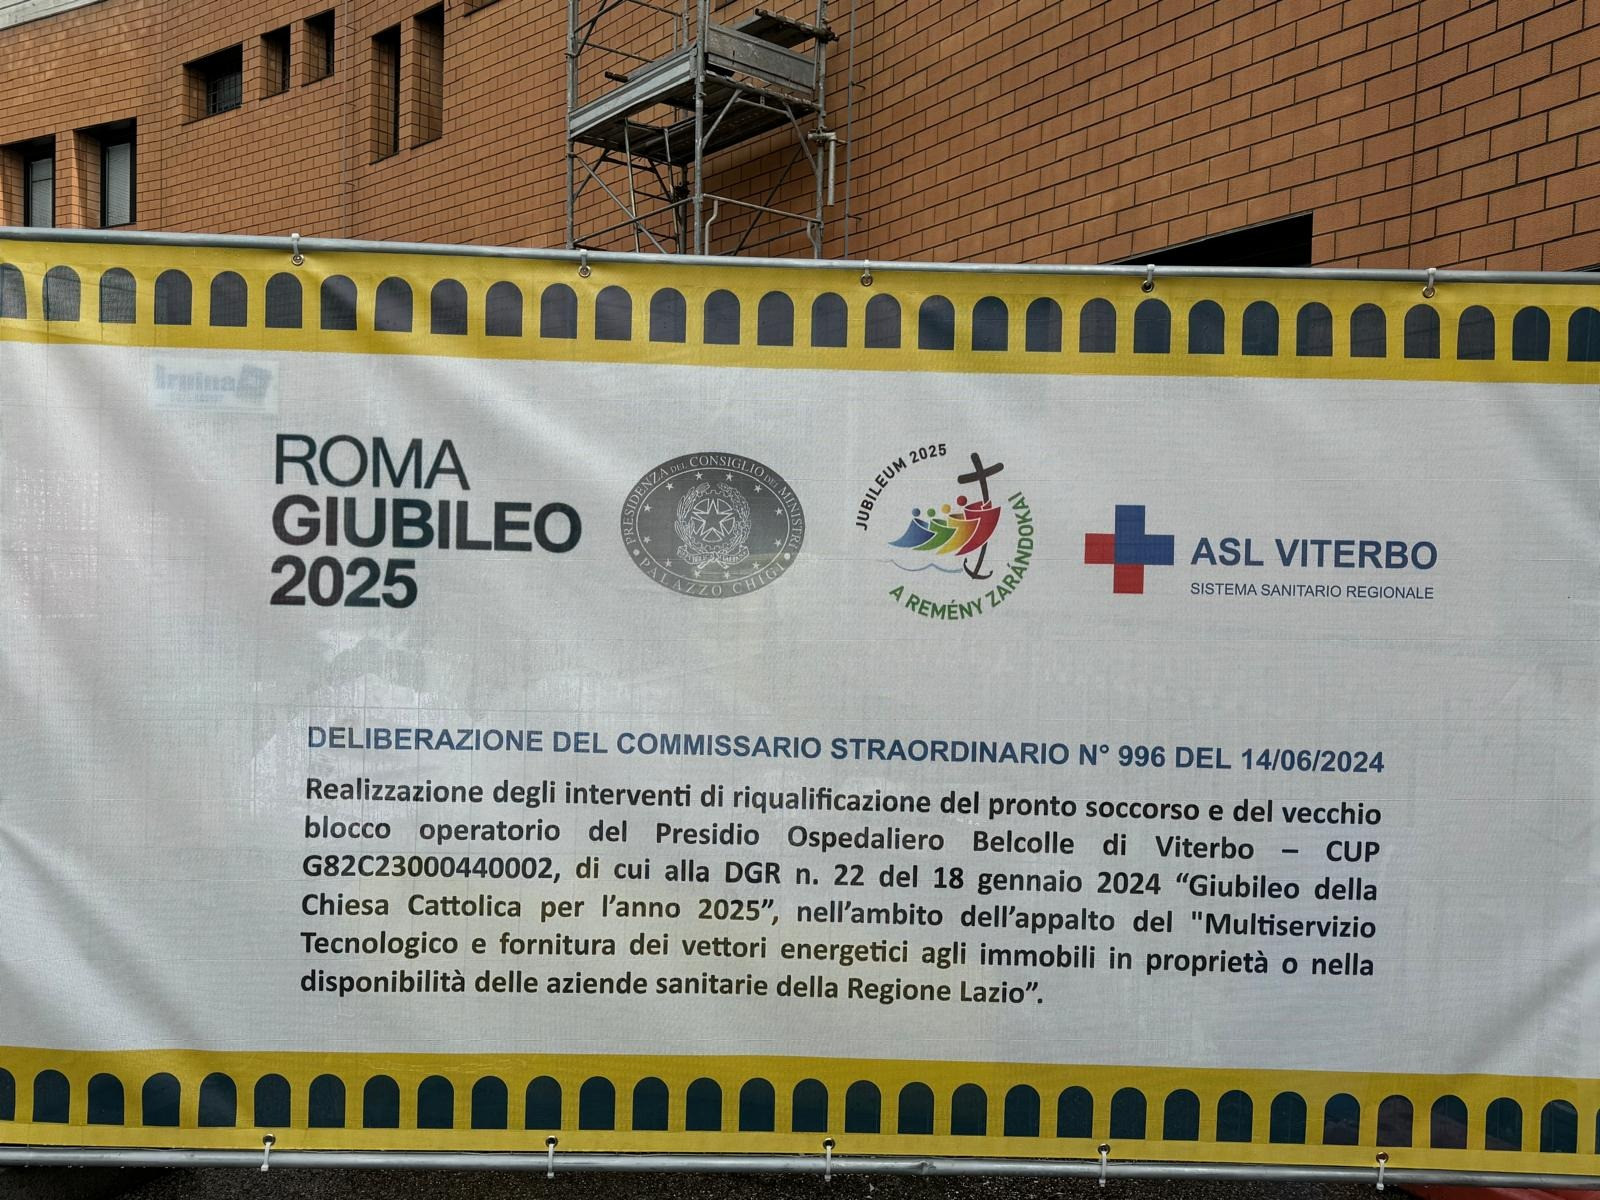 ROMA
GIUBILEO
2025
PRESIDENZA DEL CONSIGLIO DEI MINISTRI
PALAZZO CHIGI
JUBILEUM 2025
A REMÉNY ZARÁNDOKAI
ASL VITERBO
SISTEMA SANITARIO REGIONALE
DELIBERAZIONE DEL COMMISSARIO STRAORDINARIO N° 996 DEL 14/06/2024
Realizzazione degli interventi di riqualificazione del pronto soccorso e del vecchio
blocco operatorio del Presidio Ospedaliero Belcolle di Viterbo – CUP
G82C23000440002, di cui alla DGR n. 22 del 18 gennaio 2024 “Giubileo della
Chiesa Cattolica per l’anno 2025”, nell’ambito dell’appalto del "Multiservizio
Tecnologico e fornitura dei vettori energetici agli immobili in proprietà o nella
disponibilità delle aziende sanitarie della Regione Lazio”.